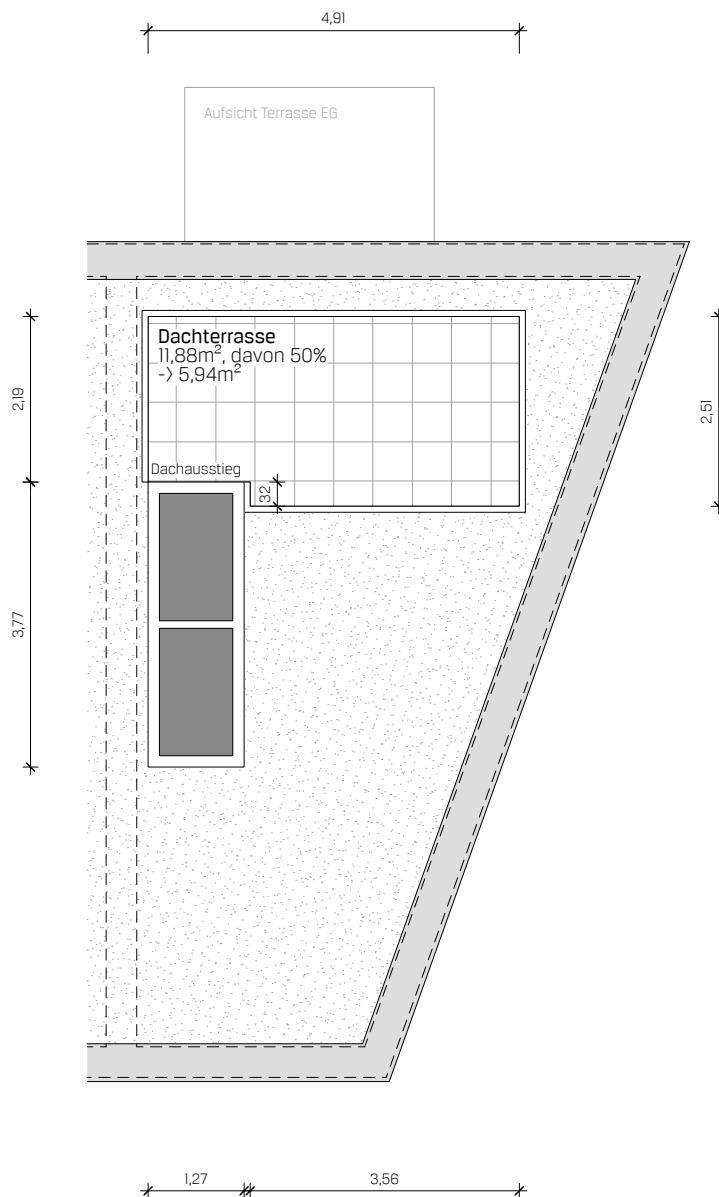 4,91
Aufsicht Terrasse EG
Dachterrasse
11,88m², davon 50%
-> 5,94m²
2,19
2,51
Dachausstieg
32
3,77
1,27
3,56